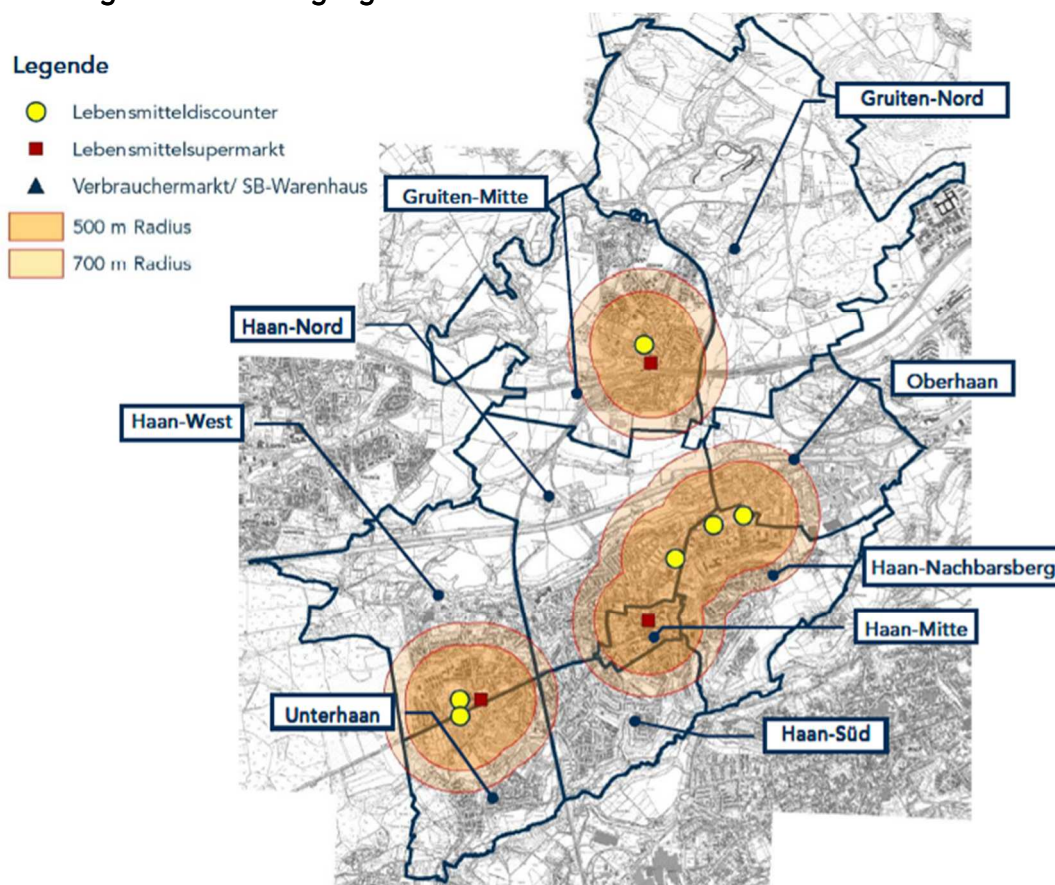 Legende
Lebensmitteldiscounter
Lebensmittelsupermarkt
Verbrauchermarkt/ SB-Warenhaus
500 m Radius
700 m Radius
Gruiten-Nord
Gruiten-Mitte
Haan-Nord
Oberhaan
Haan-West
Haan-Nachbarsberg
Haan-Mitte
Unterhaan
Haan-Süd